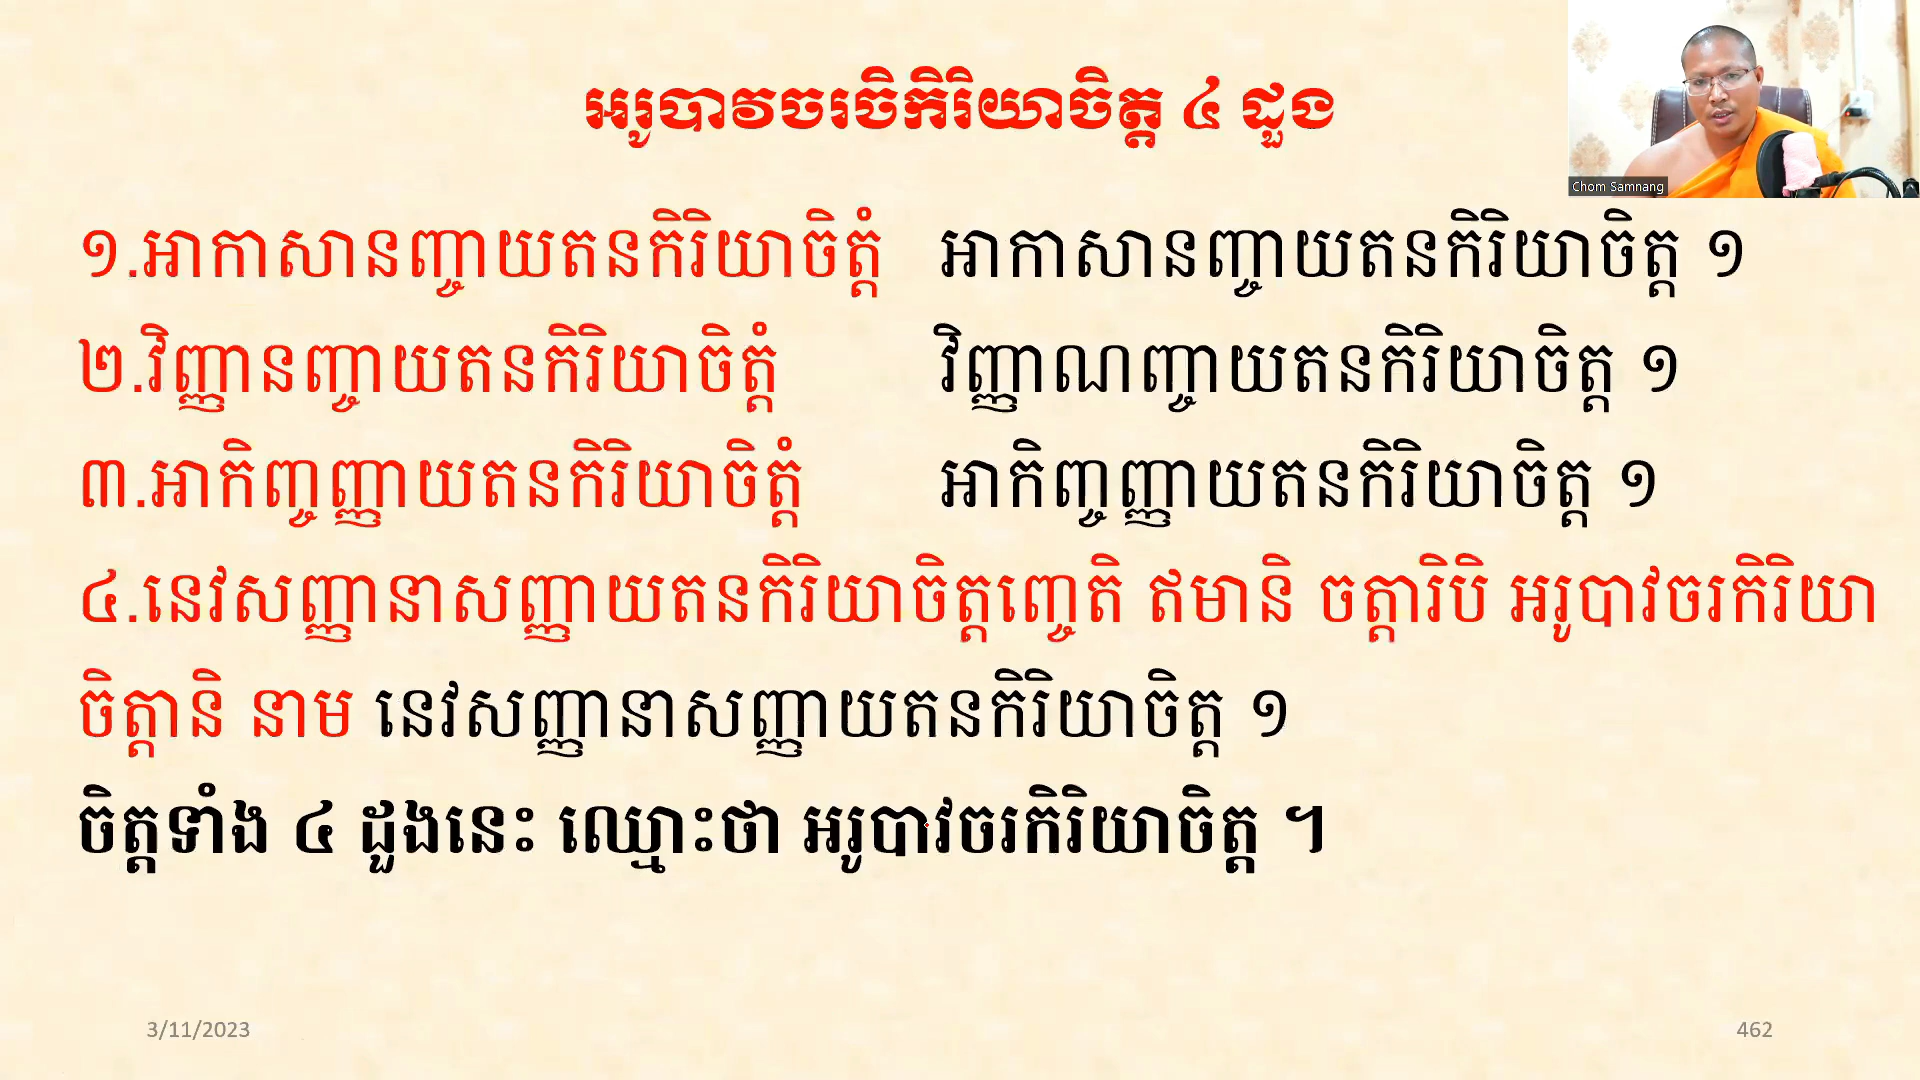 អរូបាវចរចិកិរិយាចិត្ត ៤ ដួង
Chom Samnang
១.អាកាសានញ្ចាយតនកិរិយាចិត្តំ អាកាសានញ្ចាយតនកិរិយាចិត្ត ១
២.វិញ្ញានញ្ចាយតនកិរិយាចិត្តំ វិញ្ញាណញ្ចាយតនកិរិយាចិត្ត ១
៣.អាកិញ្ចញ្ញាយតនកិរិយាចិត្តំ អាកិញ្ចញ្ញាយតនកិរិយាចិត្ត ១
៤.នេវសញ្ញានាសញ្ញាយតនកិរិយាចិត្តញ្ចេតិ ឥមានិ ចត្តារិបិ អរូបាវចរកិរិយា
ចិត្តានិ នាម នេវសញ្ញានាសញ្ញាយតនកិរិយាចិត្ត ១
ចិត្តទាំង ៤ ដួងនេះ ឈ្មោះថា អរូបាវចរកិរិយាចិត្ត ។
3/11/2023
462